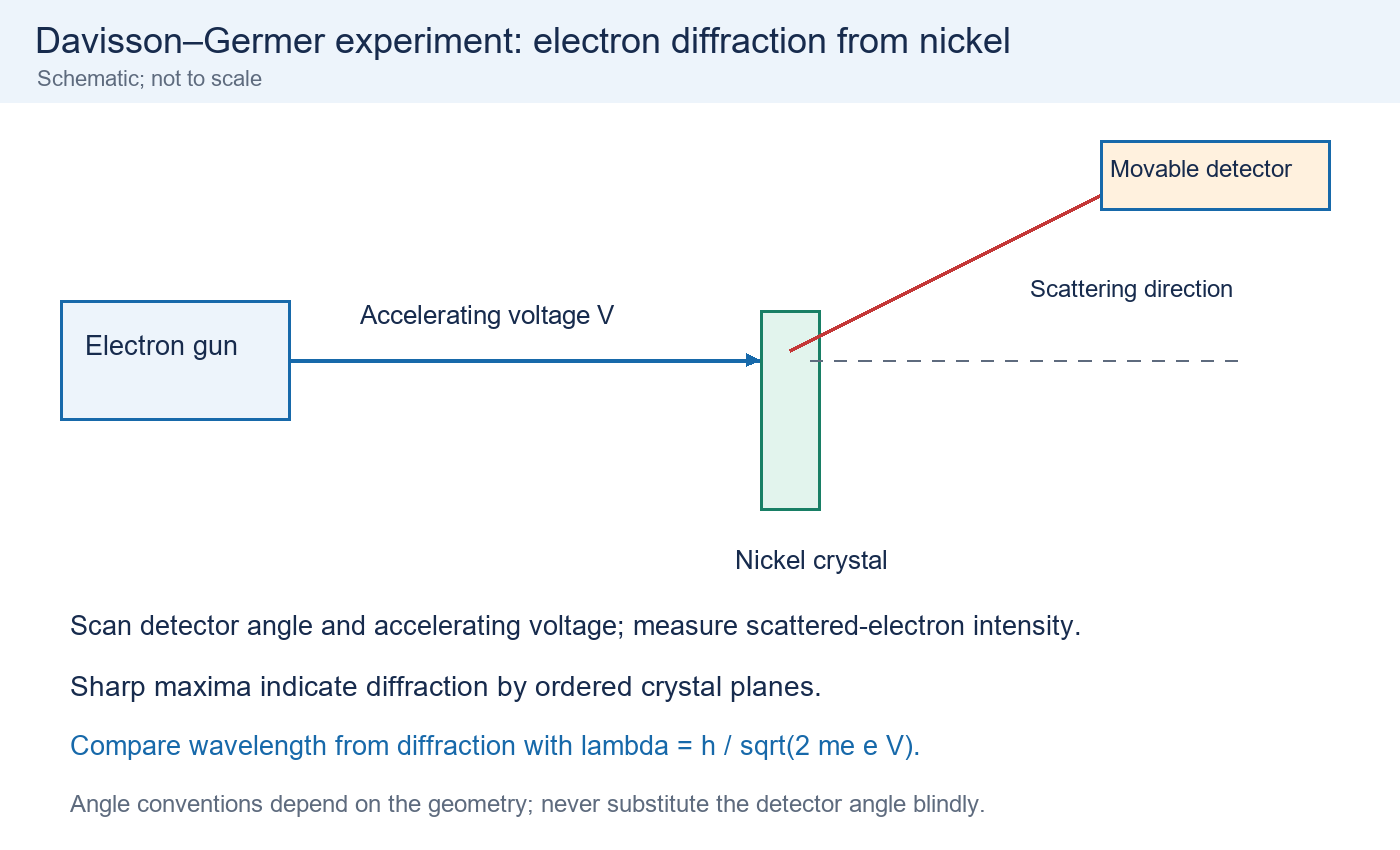 Davisson–Germer experiment: electron diffraction from nickel
Schematic; not to scale
Movable detector
Scattering direction
Accelerating voltage V
Electron gun
Nickel crystal
Scan detector angle and accelerating voltage; measure scattered-electron intensity.
Sharp maxima indicate diffraction by ordered crystal planes.
Compare wavelength from diffraction with lambda = h / sqrt(2 me e V).
Angle conventions depend on the geometry; never substitute the detector angle blindly.